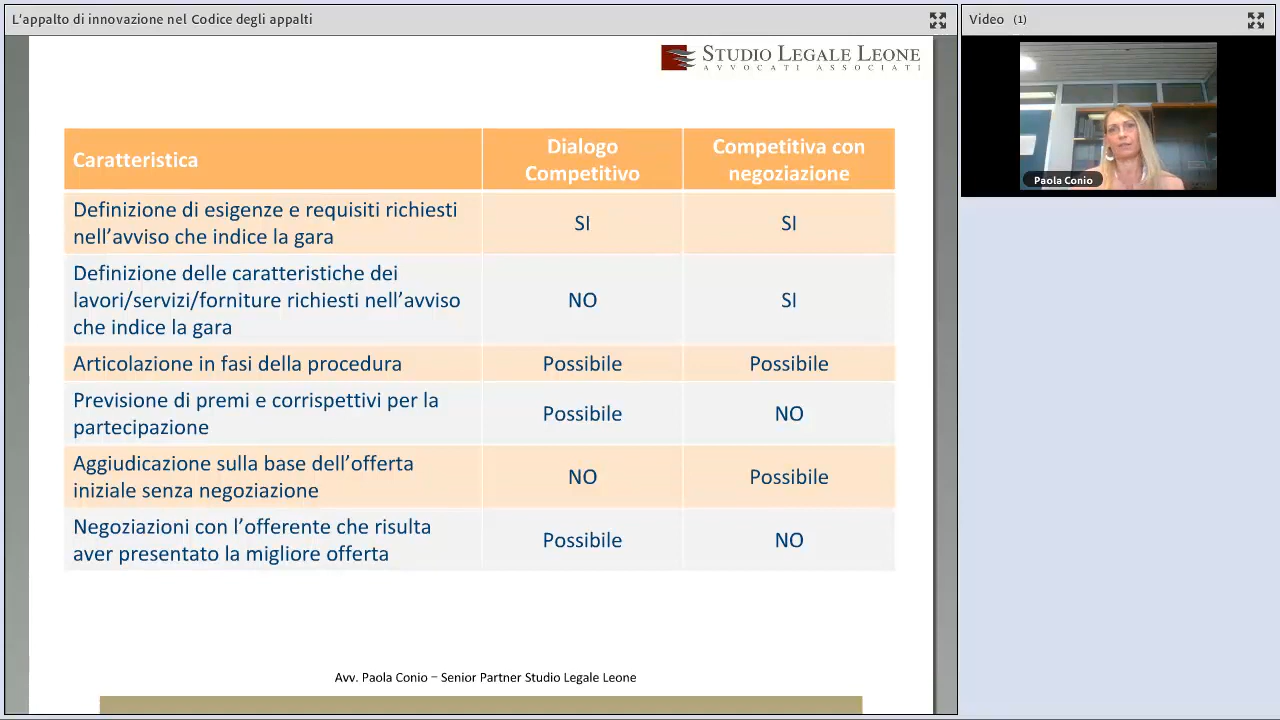 L'appalto di innovazione nel Codice degli appalti
Video (1)
STUDIO LEGALE LEONE
AVVOCATI ASSOCIATI
Paola Conio
Caratteristica
Dialogo
Competitivo
Competitiva con
negoziazione
Definizione di esigenze e requisiti richiesti
nell'avviso che indice la gara
SI
SI
Definizione delle caratteristiche dei
lavori/servizi/forniture richiesti nell'avviso
che indice la gara
NO
SI
Articolazione in fasi della procedura
Possibile
Possibile
Previsione di premi e corrispettivi per la
partecipazione
Possibile
NO
Aggiudicazione sulla base dell'offerta
iniziale senza negoziazione
NO
Possibile
Negoziazioni con l'offerente che risulta
aver presentato la migliore offerta
Possibile
NO
Avv. Paola Conio – Senior Partner Studio Legale Leone